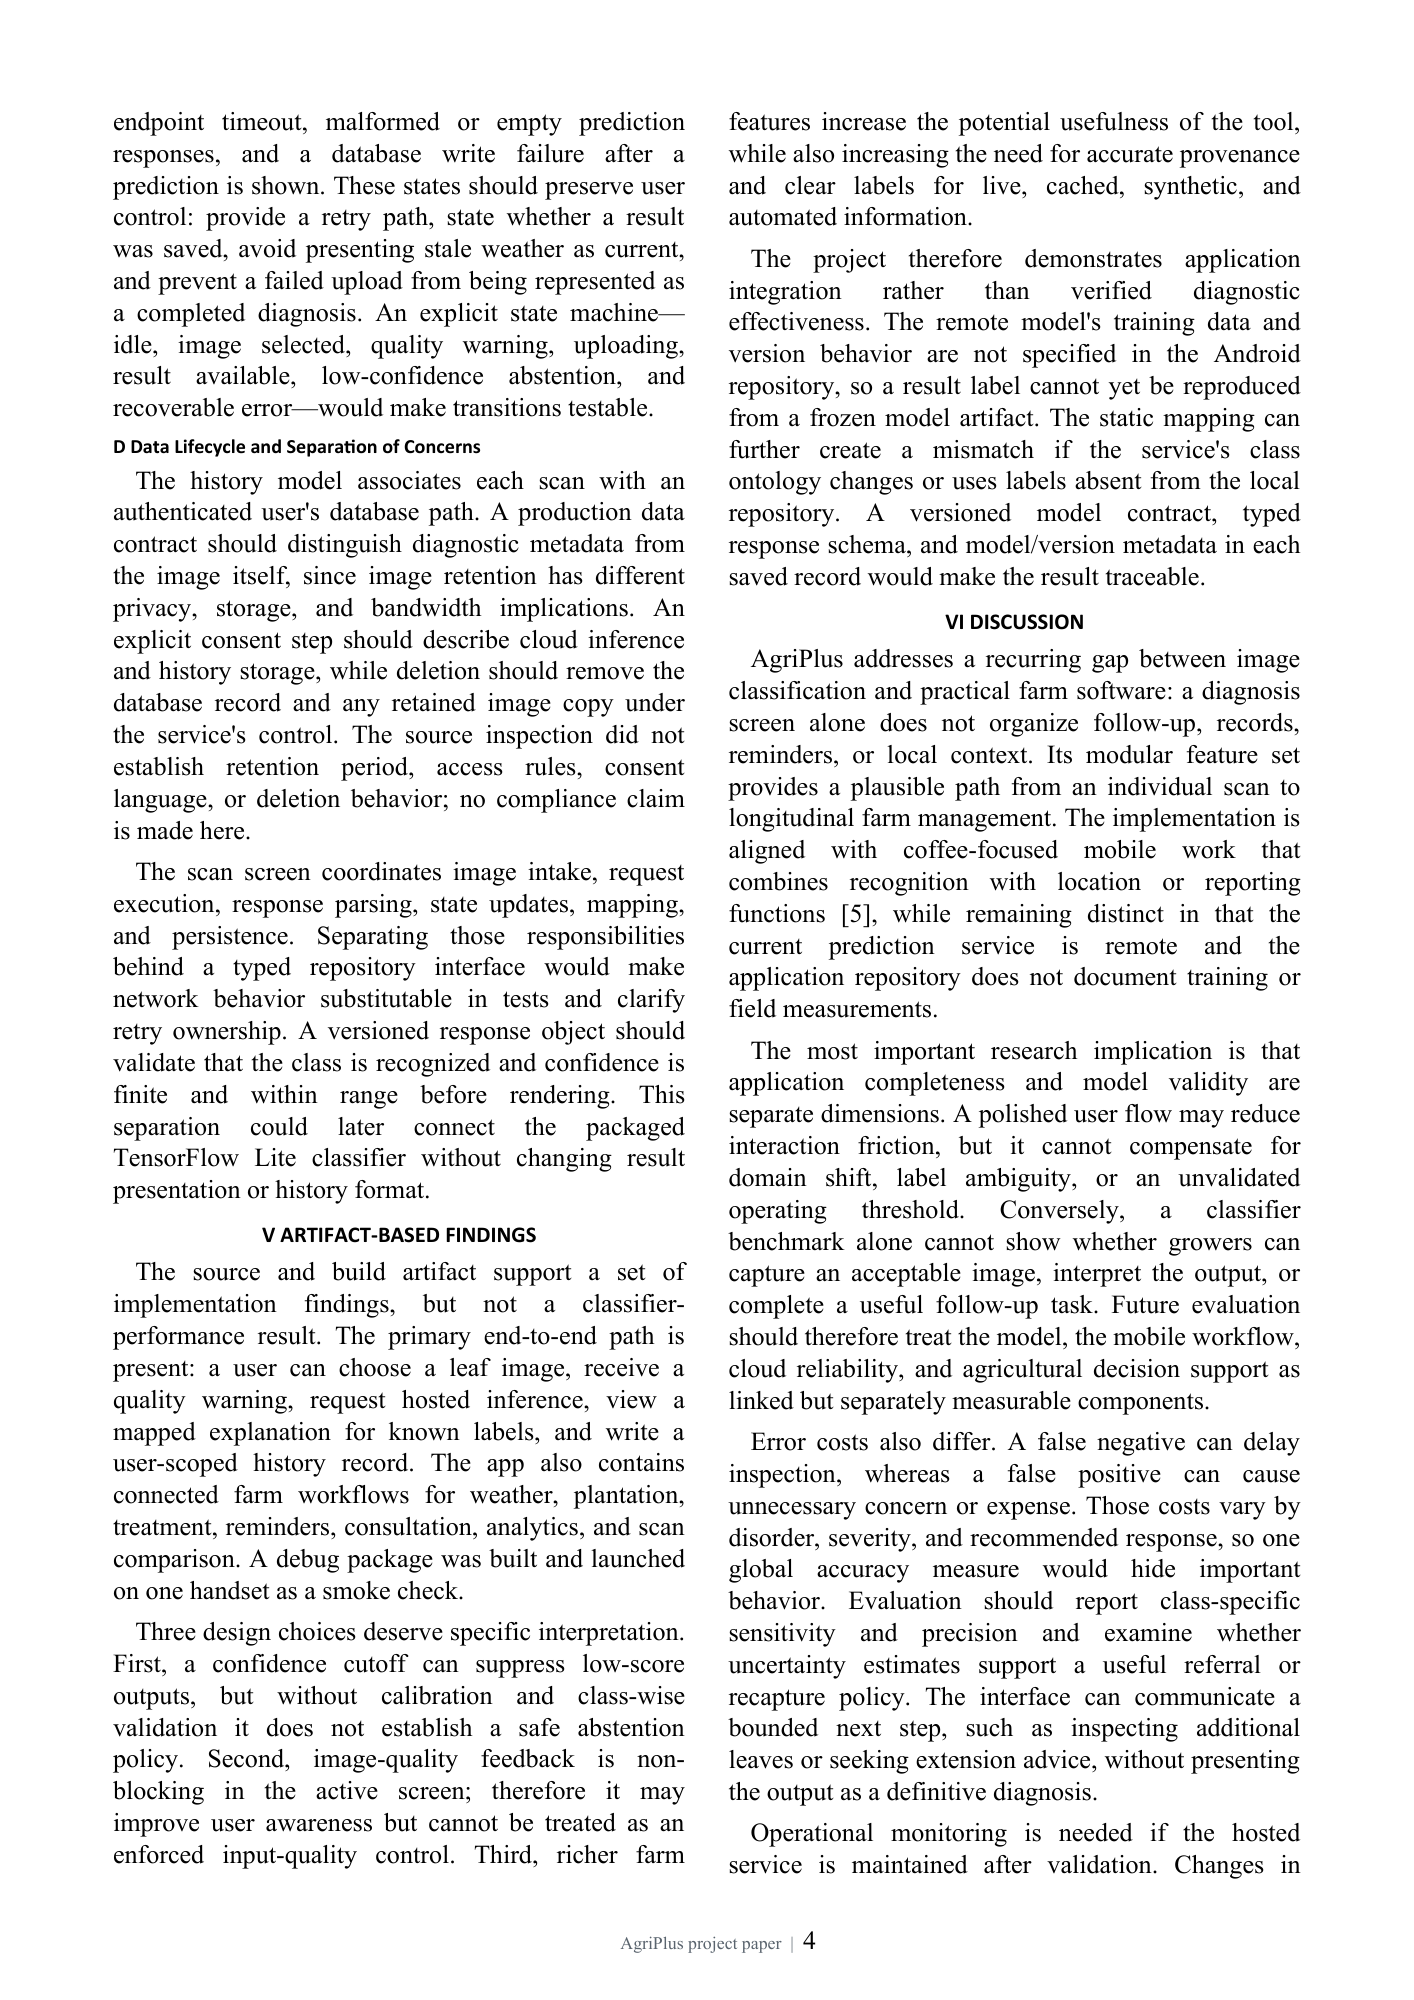 endpoint timeout, malformed or empty prediction
responses, and a database write failure after a
prediction is shown. These states should preserve user
control: provide a retry path, state whether a result
was saved, avoid presenting stale weather as current,
and prevent a failed upload from being represented as
a completed diagnosis. An explicit state machine—
idle, image selected, quality warning, uploading,
result available, low-confidence abstention, and
recoverable error—would make transitions testable.
D Data Lifecycle and Separation of Concerns
The history model associates each scan with an
authenticated user's database path. A production data
contract should distinguish diagnostic metadata from
the image itself, since image retention has different
privacy, storage, and bandwidth implications. An
explicit consent step should describe cloud inference
and history storage, while deletion should remove the
database record and any retained image copy under
the service's control. The source inspection did not
establish retention period, access rules, consent
language, or deletion behavior; no compliance claim
is made here.
The scan screen coordinates image intake, request
execution, response parsing, state updates, mapping,
and persistence. Separating those responsibilities
behind a typed repository interface would make
network behavior substitutable in tests and clarify
retry ownership. A versioned response object should
validate that the class is recognized and confidence is
finite and within range before rendering. This
separation could later connect the packaged
TensorFlow Lite classifier without changing result
presentation or history format.
V ARTIFACT-BASED FINDINGS
The source and build artifact support a set of
implementation findings, but not a classifier-
performance result. The primary end-to-end path is
present: a user can choose a leaf image, receive a
quality warning, request hosted inference, view a
mapped explanation for known labels, and write a
user-scoped history record. The app also contains
connected farm workflows for weather, plantation,
treatment, reminders, consultation, analytics, and scan
comparison. A debug package was built and launched
on one handset as a smoke check.
Three design choices deserve specific interpretation.
First, a confidence cutoff can suppress low-score
outputs, but without calibration and class-wise
validation it does not establish a safe abstention
policy. Second, image-quality feedback is non-
blocking in the active screen; therefore it may
improve user awareness but cannot be treated as an
enforced input-quality control. Third, richer farm
features increase the potential usefulness of the tool,
while also increasing the need for accurate provenance
and clear labels for live, cached, synthetic, and
automated information.
The project therefore demonstrates application
integration rather than verified diagnostic
effectiveness. The remote model's training data and
version behavior are not specified in the Android
repository, so a result label cannot yet be reproduced
from a frozen model artifact. The static mapping can
further create a mismatch if the service's class
ontology changes or uses labels absent from the local
repository. A versioned model contract, typed
response schema, and model/version metadata in each
saved record would make the result traceable.
VI DISCUSSION
AgriPlus addresses a recurring gap between image
classification and practical farm software: a diagnosis
screen alone does not organize follow-up, records,
reminders, or local context. Its modular feature set
provides a plausible path from an individual scan to
longitudinal farm management. The implementation is
aligned with coffee-focused mobile work that
combines recognition with location or reporting
functions [5], while remaining distinct in that the
current prediction service is remote and the
application repository does not document training or
field measurements.
The most important research implication is that
application completeness and model validity are
separate dimensions. A polished user flow may reduce
interaction friction, but it cannot compensate for
domain shift, label ambiguity, or an unvalidated
operating threshold. Conversely, a classifier
benchmark alone cannot show whether growers can
capture an acceptable image, interpret the output, or
complete a useful follow-up task. Future evaluation
should therefore treat the model, the mobile workflow,
cloud reliability, and agricultural decision support as
linked but separately measurable components.
Error costs also differ. A false negative can delay
inspection, whereas a false positive can cause
unnecessary concern or expense. Those costs vary by
disorder, severity, and recommended response, so one
global accuracy measure would hide important
behavior. Evaluation should report class-specific
sensitivity and precision and examine whether
uncertainty estimates support a useful referral or
recapture policy. The interface can communicate a
bounded next step, such as inspecting additional
leaves or seeking extension advice, without presenting
the output as a definitive diagnosis.
Operational monitoring is needed if the hosted
service is maintained after validation. Changes in
AgriPlus project paper | 4